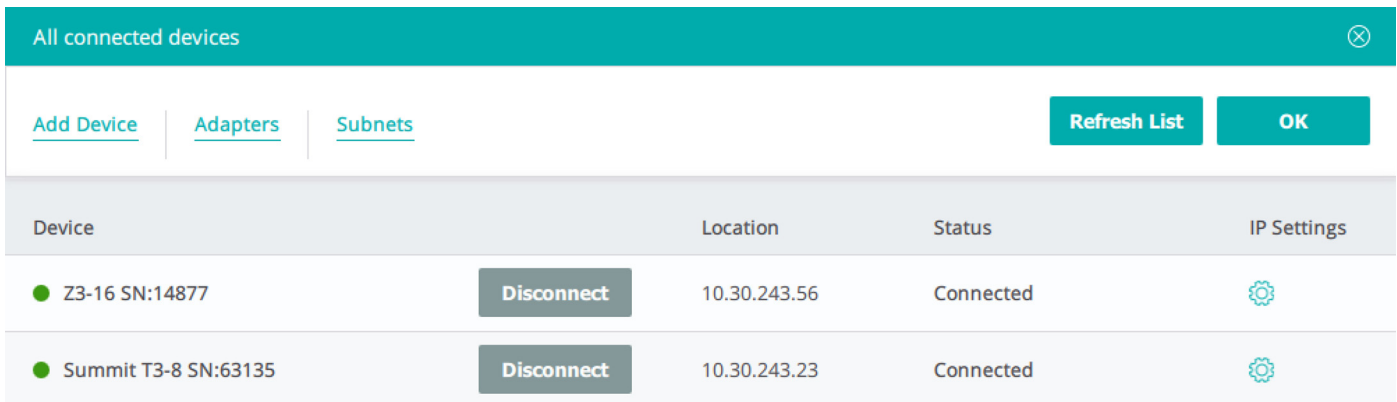 All connected devices
Add Device Adapters Subnets Refresh List OK
Device Location Status IP Settings
Z3-16 SN:14877 Disconnect 10.30.243.56 Connected
Summit T3-8 SN:63135 Disconnect 10.30.243.23 Connected